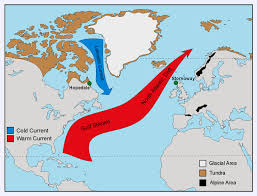 Hopedale
Stornoway
North Atlantic Drift
Gulf Stream
Cold Current
Warm Current
Glacial Area
Tundra
Alpine Area